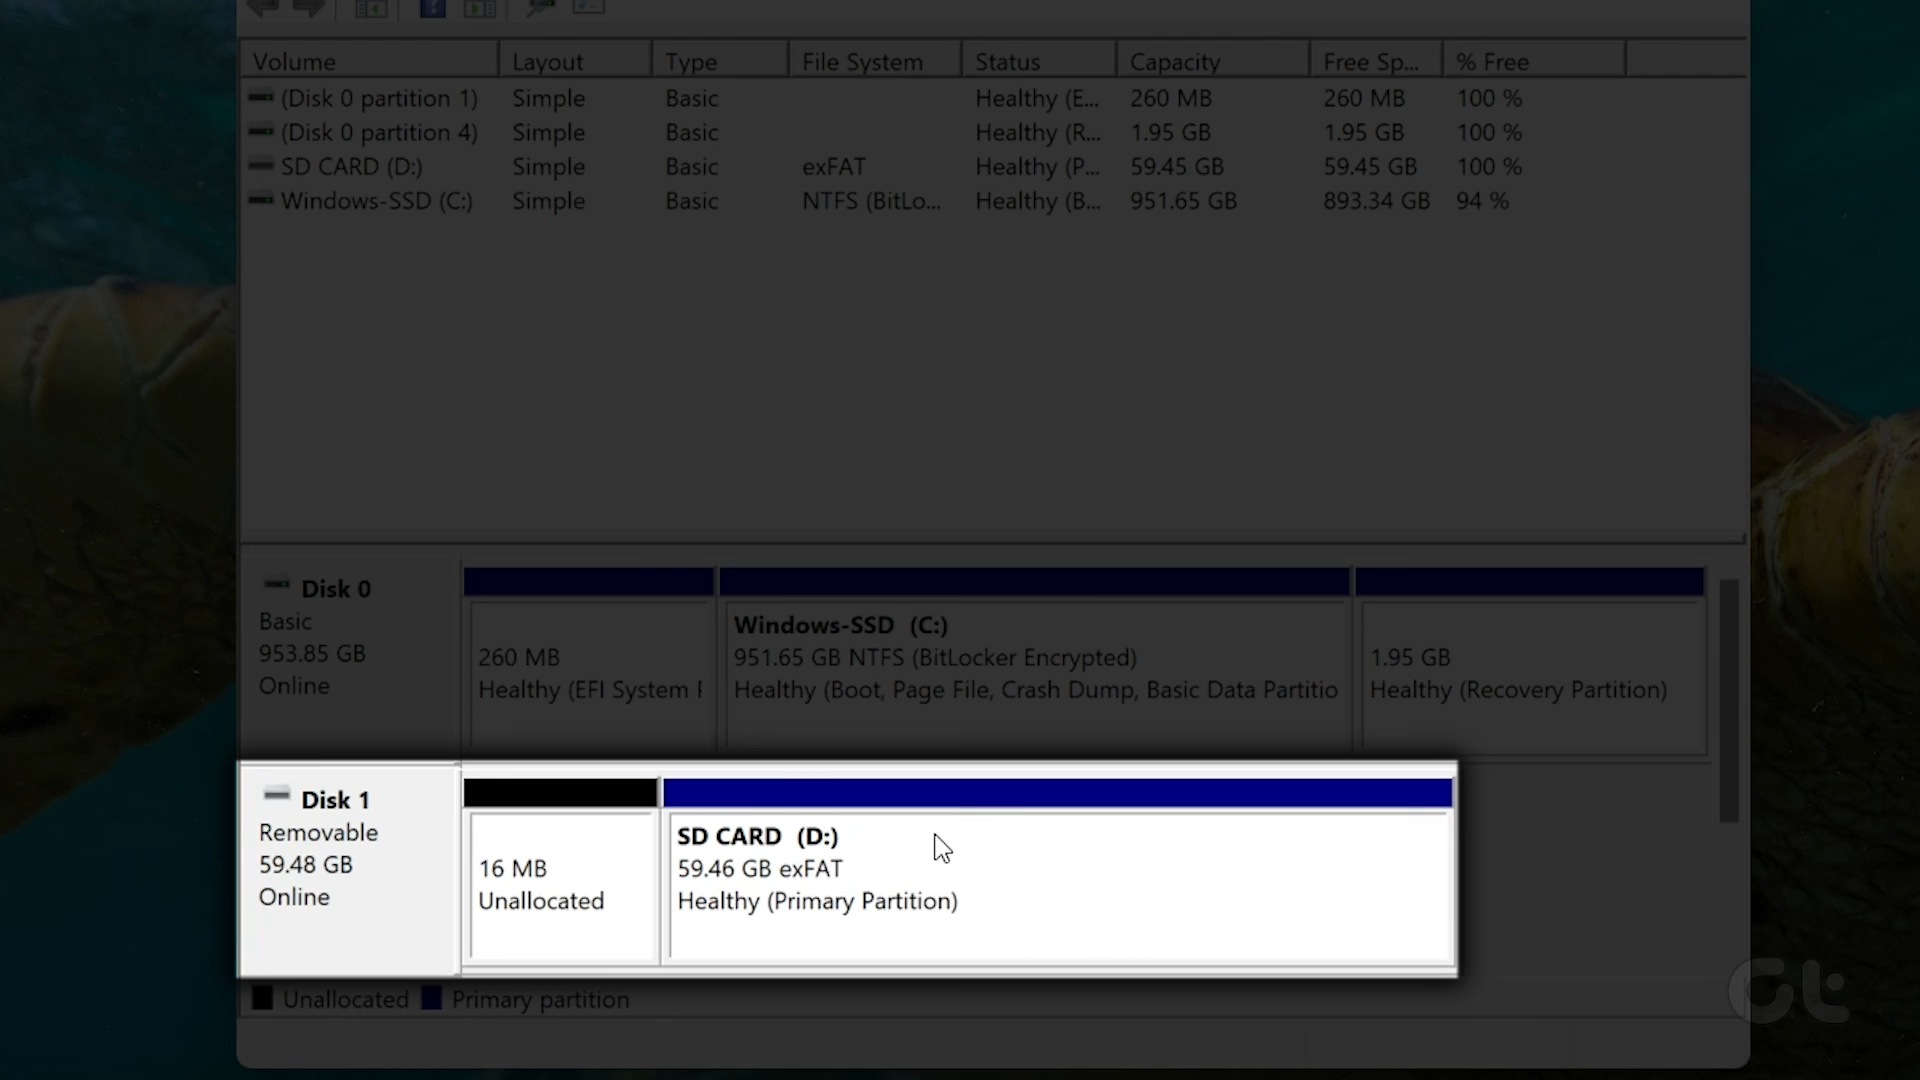 Volume Layout Type File System Status Capacity Free Sp... % Free
(Disk 0 partition 1) Simple Basic Healthy (E... 260 MB 260 MB 100 %
(Disk 0 partition 4) Simple Basic Healthy (R... 1.95 GB 1.95 GB 100 %
SD CARD (D:) Simple Basic exFAT Healthy (P... 59.45 GB 59.45 GB 100 %
Windows-SSD (C:) Simple Basic NTFS (BitLo... Healthy (B... 951.65 GB 893.34 GB 94 %
Disk 0
Basic
953.85 GB
Online
260 MB
Healthy (EFI System
Windows-SSD (C:)
951.65 GB NTFS (BitLocker Encrypted)
Healthy (Boot, Page File, Crash Dump, Basic Data Partitio
1.95 GB
Healthy (Recovery Partition)
Disk 1
Removable
59.48 GB
Online
16 MB
Unallocated
SD CARD (D:)
59.46 GB exFAT
Healthy (Primary Partition)
Unallocated Primary partition
Gt